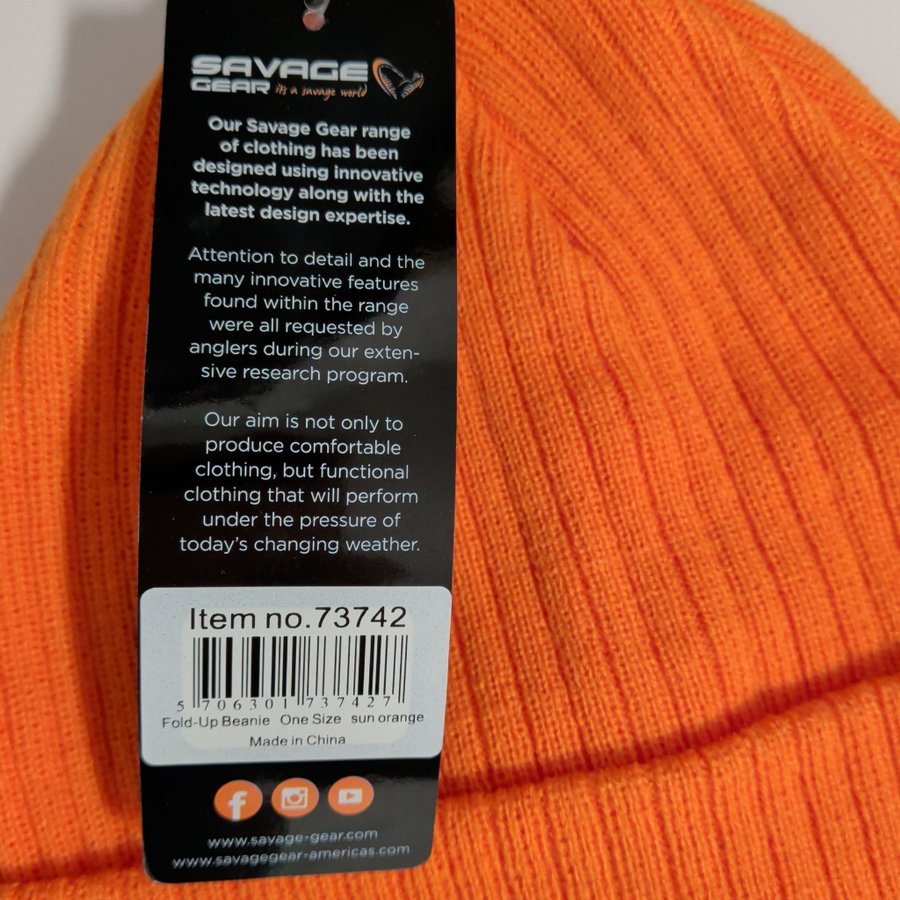 SAVAGE
GEAR its a savage world
Our Savage Gear range
of clothing has been
designed using innovative
technology along with the
latest design expertise.
Attention to detail and the
many innovative features
found within the range
were all requested by
anglers during our exten-
sive research program.
Our aim is not only to
produce comfortable
clothing, but functional
clothing that will perform
under the pressure of
today's changing weather.
Item no.73742
5 706301 737427
Fold-Up Beanie One Size sun orange
Made in China
www.savage-gear.com
www.savagegear-americas.com